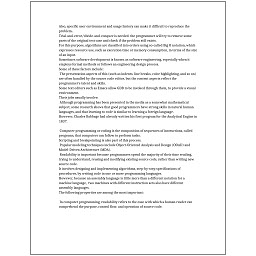 Also, specific user environment and usage history can make it difficult to reproduce the
problem.
Trial-and-error/divide-and-conquer is needed: the programmer will try to remove some
parts of the original test case and check if the problem still exists.
For this purpose, algorithms are classified into orders using so-called Big O notation, which
expresses resource use, such as execution time or memory consumption, in terms of the size
of an input.
Sometimes software development is known as software engineering, especially when it
employs formal methods or follows an engineering design process.
Some of these factors include:
The presentation aspects of this (such as indents, line breaks, color highlighting, and so on)
are often handled by the source code editor, but the content aspects reflect the
programmer's talent and skills.
Some text editors such as Emacs allow GDB to be invoked through them, to provide a visual
environment.
There exist
Although programming has been presented in the media as a somewhat mathematical
subject, some research shows that good programmers have strong skills in natural human
languages, and that learning to code is similar to learning a foreign language.
However, Charles Babbage had already written his first program for the Analytical Engine in
1837.
Computer programming or coding is the composition of sequences of instructions, called
programs, that computers can follow to perform tasks.
Scripting and breakpointing is also part of this process.
Popular modeling techniques include Object-Oriented Analysis and Design (OOAD) and
Model-Driven Architecture (MDA).
Readability is important because programmers spend the majority of their time reading,
trying to understand, reusing and modifying existing source code, rather than writing new
source code.
It involves designing and implementing algorithms, step-by-step specifications of
procedures, by writing code in one or more programming languages.
However, because an assembly language is little more than a different notation for a
machine language, two machines with different instruction sets also have different
assembly languages.
The following properties are among the most important:
In computer programming, readability refers to the ease with which a human reader can
comprehend the purpose, control flow, and operation of source code.